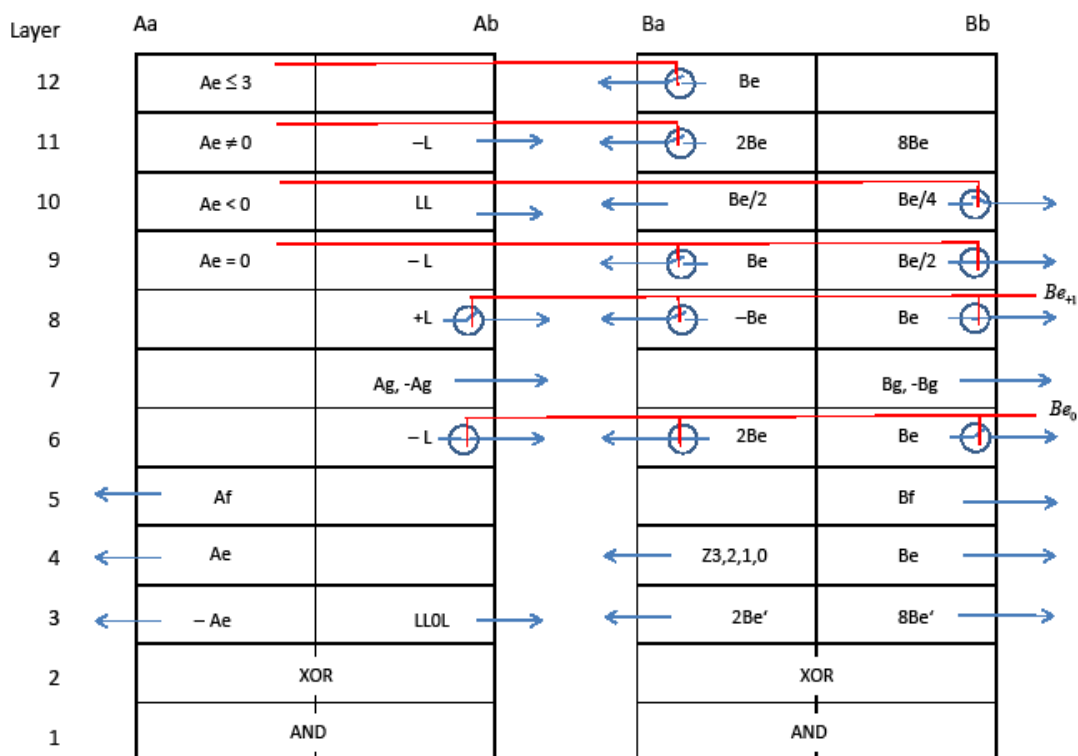 Layer Aa Ab Ba Bb
12 Ae ≤ 3 Be
11 Ae ≠ 0 –L 2Be 8Be
10 Ae < 0 LL Be/2 Be/4
9 Ae = 0 – L Be Be/2
8 +L –Be Be Be₊₁
7 Ag, -Ag Bg, -Bg
6 – L 2Be Be Be₀
5 Af Bf
4 Ae Z3,2,1,0 Be
3 – Ae LL0L 2Be‘ 8Be‘
2 XOR XOR
1 AND AND